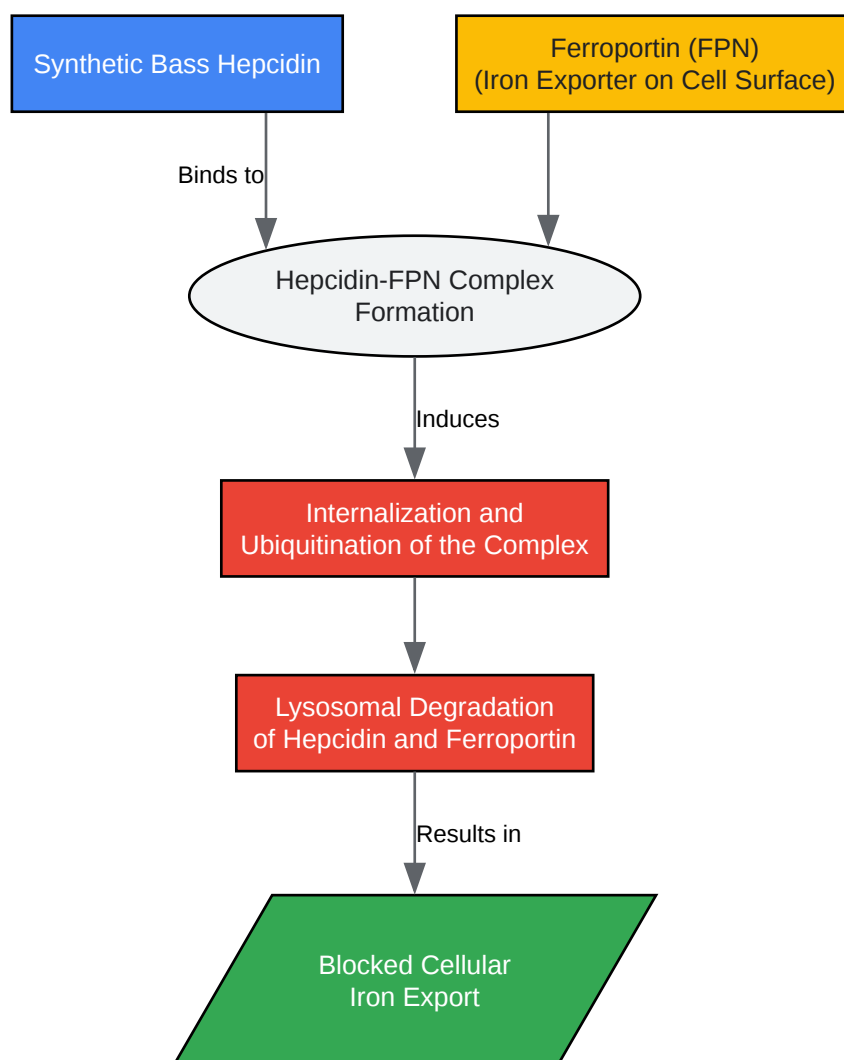 Synthetic Bass Hepcidin
Ferroportin (FPN)
(Iron Exporter on Cell Surface)
Binds to
Hepcidin-FPN Complex
Formation
Induces
Internalization and
Ubiquitination of the Complex
Lysosomal Degradation
of Hepcidin and Ferroportin
Results in
Blocked Cellular
Iron Export